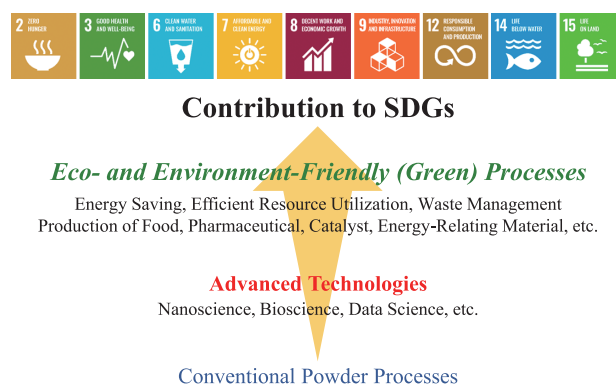 2 ZERO HUNGER
3 GOOD HEALTH AND WELL-BEING
6 CLEAN WATER AND SANITATION
7 AFFORDABLE AND CLEAN ENERGY
8 DECENT WORK AND ECONOMIC GROWTH
9 INDUSTRY, INNOVATION AND INFRASTRUCTURE
12 RESPONSIBLE CONSUMPTION AND PRODUCTION
14 LIFE BELOW WATER
15 LIFE ON LAND
Contribution to SDGs
Eco- and Environment-Friendly (Green) Processes
Energy Saving, Efficient Resource Utilization, Waste Management
Production of Food, Pharmaceutical, Catalyst, Energy-Relating Material, etc.
Advanced Technologies
Nanoscience, Bioscience, Data Science, etc.
Conventional Powder Processes